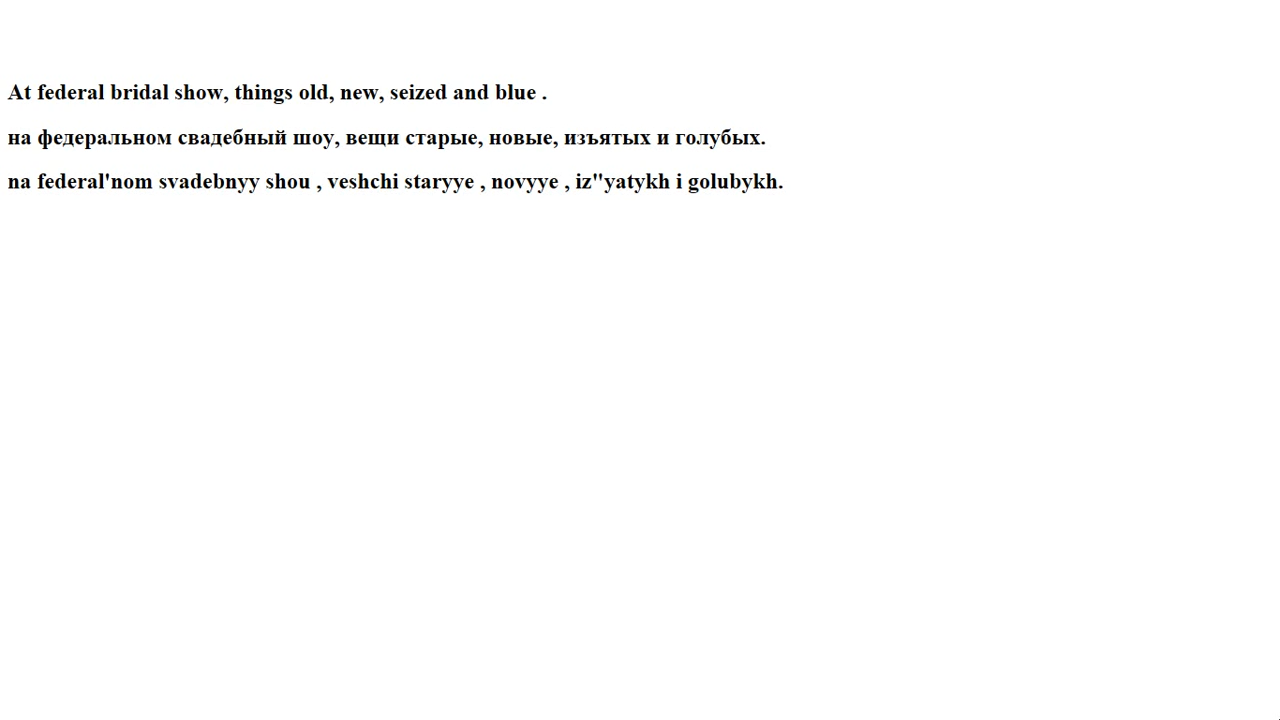 At federal bridal show, things old, new, seized and blue .
на федеральном свадебный шоу, вещи старые, новые, изъятых и голубых.
na federal'nom svadebnyy shou , veshchi staryye , novyye , iz"yatykh i golubykh.